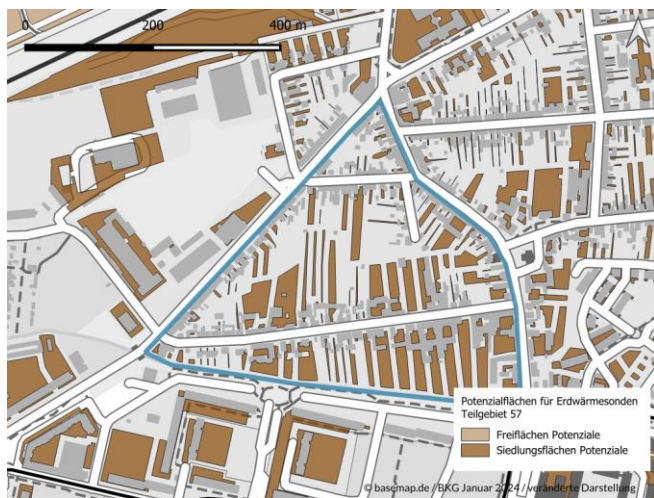 0 200 400 m
Potenzialflächen für Erdwärmesonden
Teilgebiet 57
Freiflächen Potenziale
Siedlungsflächen Potenziale
© basemap.de / BKG Januar 2024 / veränderte Darstellung